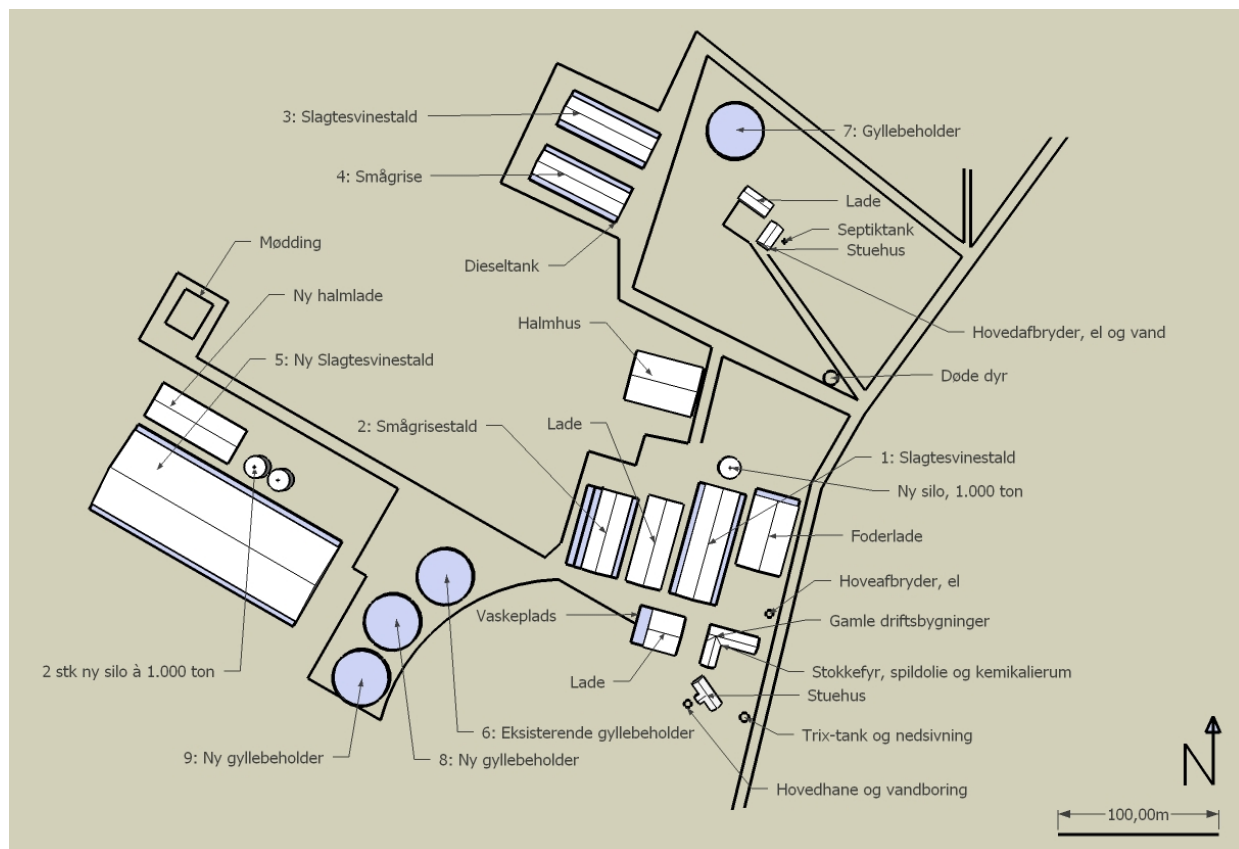 3: Slagtesvinestald
7: Gyllebeholder
4: Smågrise
Lade
Septiktank
Stuehus
Mødding
Dieseltank
Ny halmlade
Halmhus
Hovedafbryder, el og vand
5: Ny Slagtesvinestald
Døde dyr
Lade
2: Smågrisestald
1: Slagtesvinestald
Ny silo, 1.000 ton
Foderlade
Hoveafbryder, el
Vaskeplads
Gamle driftsbygninger
2 stk ny silo à 1.000 ton
Stokkefyr, spildolie og kemikalierum
Lade
Stuehus
6: Eksisterende gyllebeholder
Trix-tank og nedsivning
9: Ny gyllebeholder
8: Ny gyllebeholder
Hovedhane og vandboring
N
100,00m